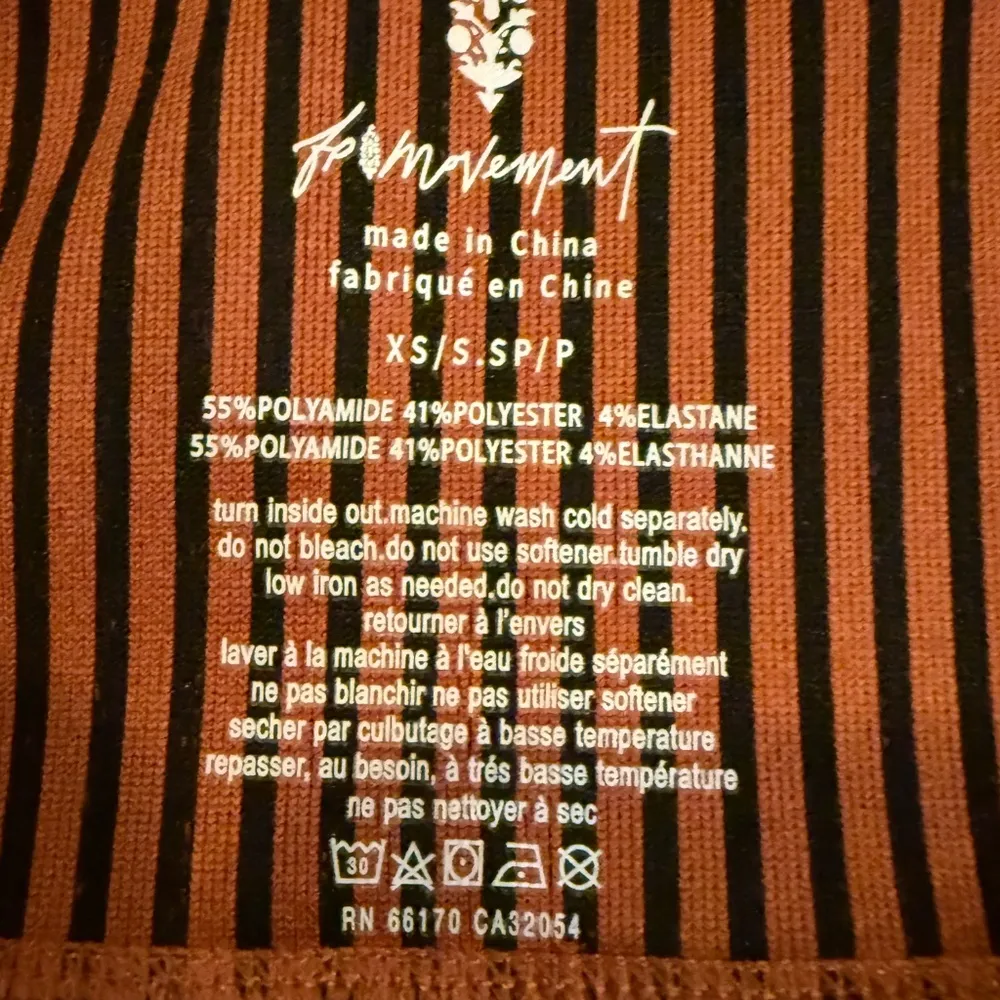 fp movement
made in China
fabriqué en Chine
XS/S.SP/P
55%POLYAMIDE 41%POLYESTER 4%ELASTANE
55%POLYAMIDE 41%POLYESTER 4%ELASTHANNE
turn inside out.machine wash cold separately.
do not bleach.do not use softener.tumble dry
low iron as needed.do not dry clean.
retourner à l'envers
laver à la machine à l'eau froide séparément
ne pas blanchir ne pas utiliser softener
secher par culbutage à basse temperature
repasser, au besoin, à trés basse température
ne pas nettoyer à sec
30
RN 66170 CA32054